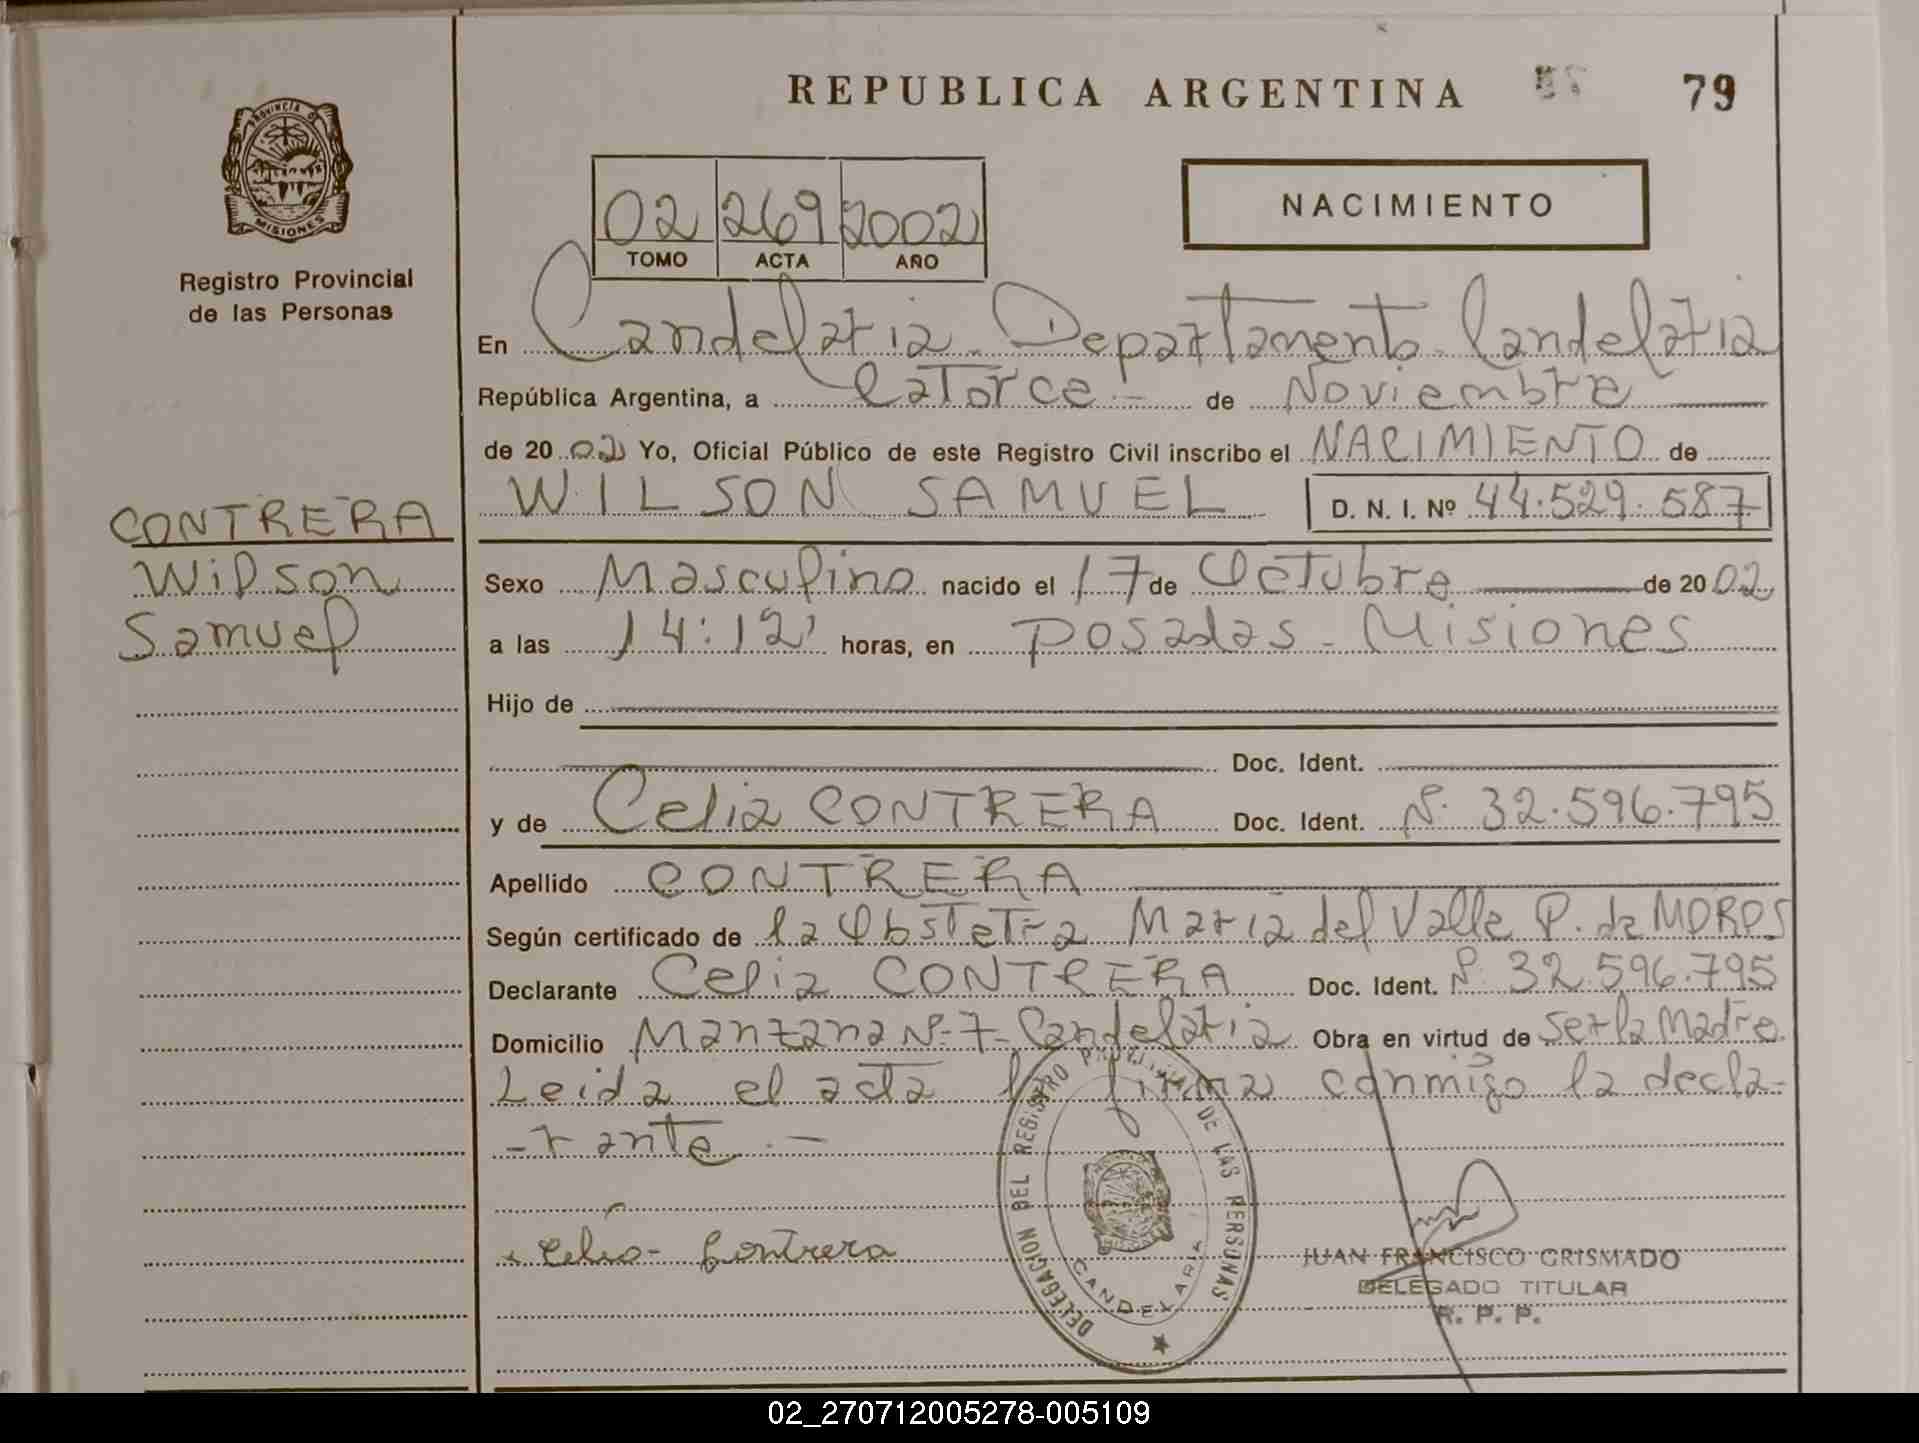 REPUBLICA ARGENTINA
79
PROVINCIA DE
MISIONES
Registro Provincial
de las Personas
02 269 2002
TOMO ACTA AÑO
NACIMIENTO
En Candelaria - Departamento - Candelaria
República Argentina, a Catorce.- de Noviembre
de 2002 Yo, Oficial Público de este Registro Civil inscribo el NACIMIENTO de
WILSON SAMUEL D. N. I. Nº 44.529.587
CONTRERA
Wilson
Samuel
Sexo Masculino nacido el 17 de Octubre de 2002
a las 14:12' horas, en Posadas - Misiones
Hijo de
Doc. Ident.
y de Celia CONTRERA Doc. Ident. Nº 32.596.795
Apellido CONTRERA
Según certificado de la Obstetra Maria del Valle P. de MOROS
Declarante Celia CONTRERA Doc. Ident. Nº 32.596.795
Domicilio Manzana Nº 7 - Candelaria Obra en virtud de ser la Madre
Leida el acta la firma conmigo la decla-
-rante.-
Celia Contrera
DELEGACION DEL REGISTRO PROVINCIAL DE LAS PERSONAS
CANDELARIA
JUAN FRANCISCO GRISMADO
DELEGADO TITULAR
R. P. P.
02_270712005278-005109